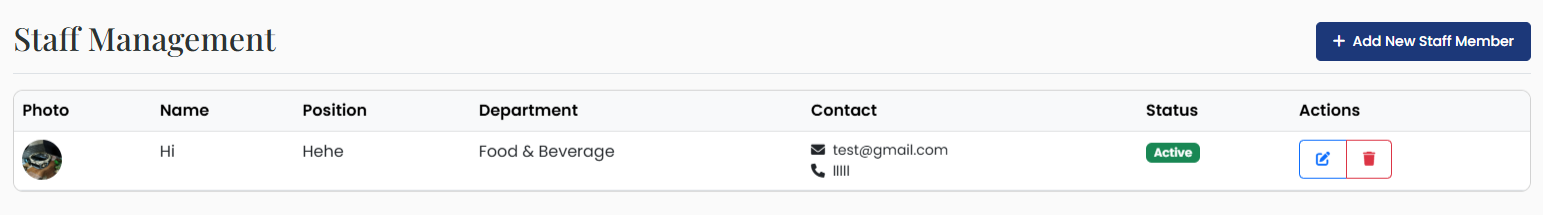 Staff Management
+ Add New Staff Member
Photo Name Position Department Contact Status Actions
Hi Hehe Food & Beverage test@gmail.com Active
lllll